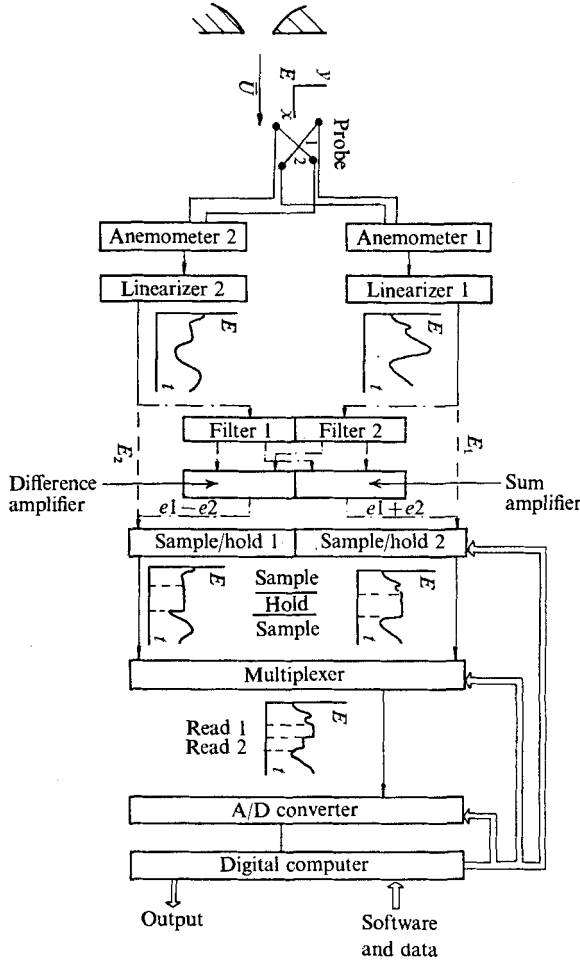 y
E
x
U
Probe
1
2
Anemometer 2
Anemometer 1
Linearizer 2
Linearizer 1
E
t
E
t
Filter 1
Filter 2
E2
E1
Difference
amplifier
Sum
amplifier
e1−e2
e1+e2
Sample/hold 1
Sample/hold 2
E
t
Sample
Hold
Sample
E
t
Multiplexer
Read 1
Read 2
E
t
A/D converter
Digital computer
Output
Software
and data